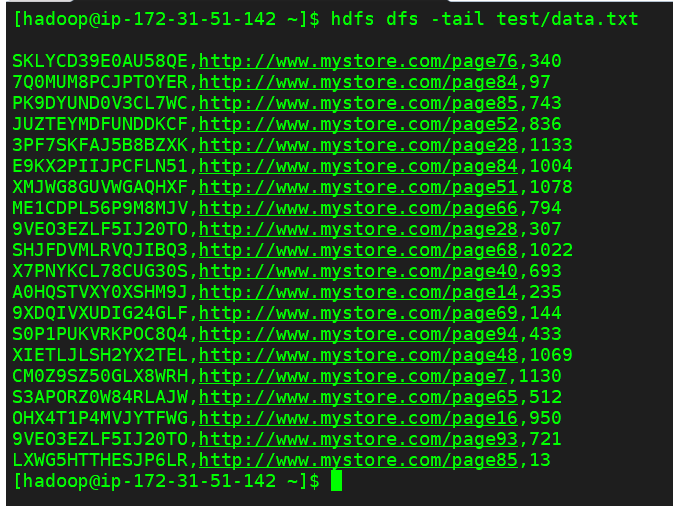 [hadoop@ip-172-31-51-142 ~]$ hdfs dfs -tail test/data.txt
SKLYCD39E0AU58QE,http://www.mystore.com/page76,340
7Q0MUM8PCJPTOYER,http://www.mystore.com/page84,97
PK9DYUND0V3CL7WC,http://www.mystore.com/page85,743
JUZTEYMDFUNDDKCF,http://www.mystore.com/page52,836
3PF7SKFAJ5B8BZXK,http://www.mystore.com/page28,1133
E9KX2PIIJPCFLN51,http://www.mystore.com/page84,1004
XMJWG8GUVWGAQHXF,http://www.mystore.com/page51,1078
ME1CDPL56P9M8MJV,http://www.mystore.com/page66,794
9VEO3EZLF5IJ20TO,http://www.mystore.com/page28,307
SHJFDVMLRVQJIBQ3,http://www.mystore.com/page68,1022
X7PNYKCL78CUG30S,http://www.mystore.com/page40,693
A0HQSTVXY0XSHM9J,http://www.mystore.com/page14,235
9XDQIVXUDIG24GLF,http://www.mystore.com/page69,144
S0P1PUKVRKPOC8Q4,http://www.mystore.com/page94,433
XIETLJLSH2YX2TEL,http://www.mystore.com/page48,1069
CM0Z9SZ50GLX8WRH,http://www.mystore.com/page7,1130
S3APORZ0W84RLAJW,http://www.mystore.com/page65,512
OHX4T1P4MVJYTFWG,http://www.mystore.com/page16,950
9VEO3EZLF5IJ20TO,http://www.mystore.com/page93,721
LXWG5HTTHESJP6LR,http://www.mystore.com/page85,13
[hadoop@ip-172-31-51-142 ~]$